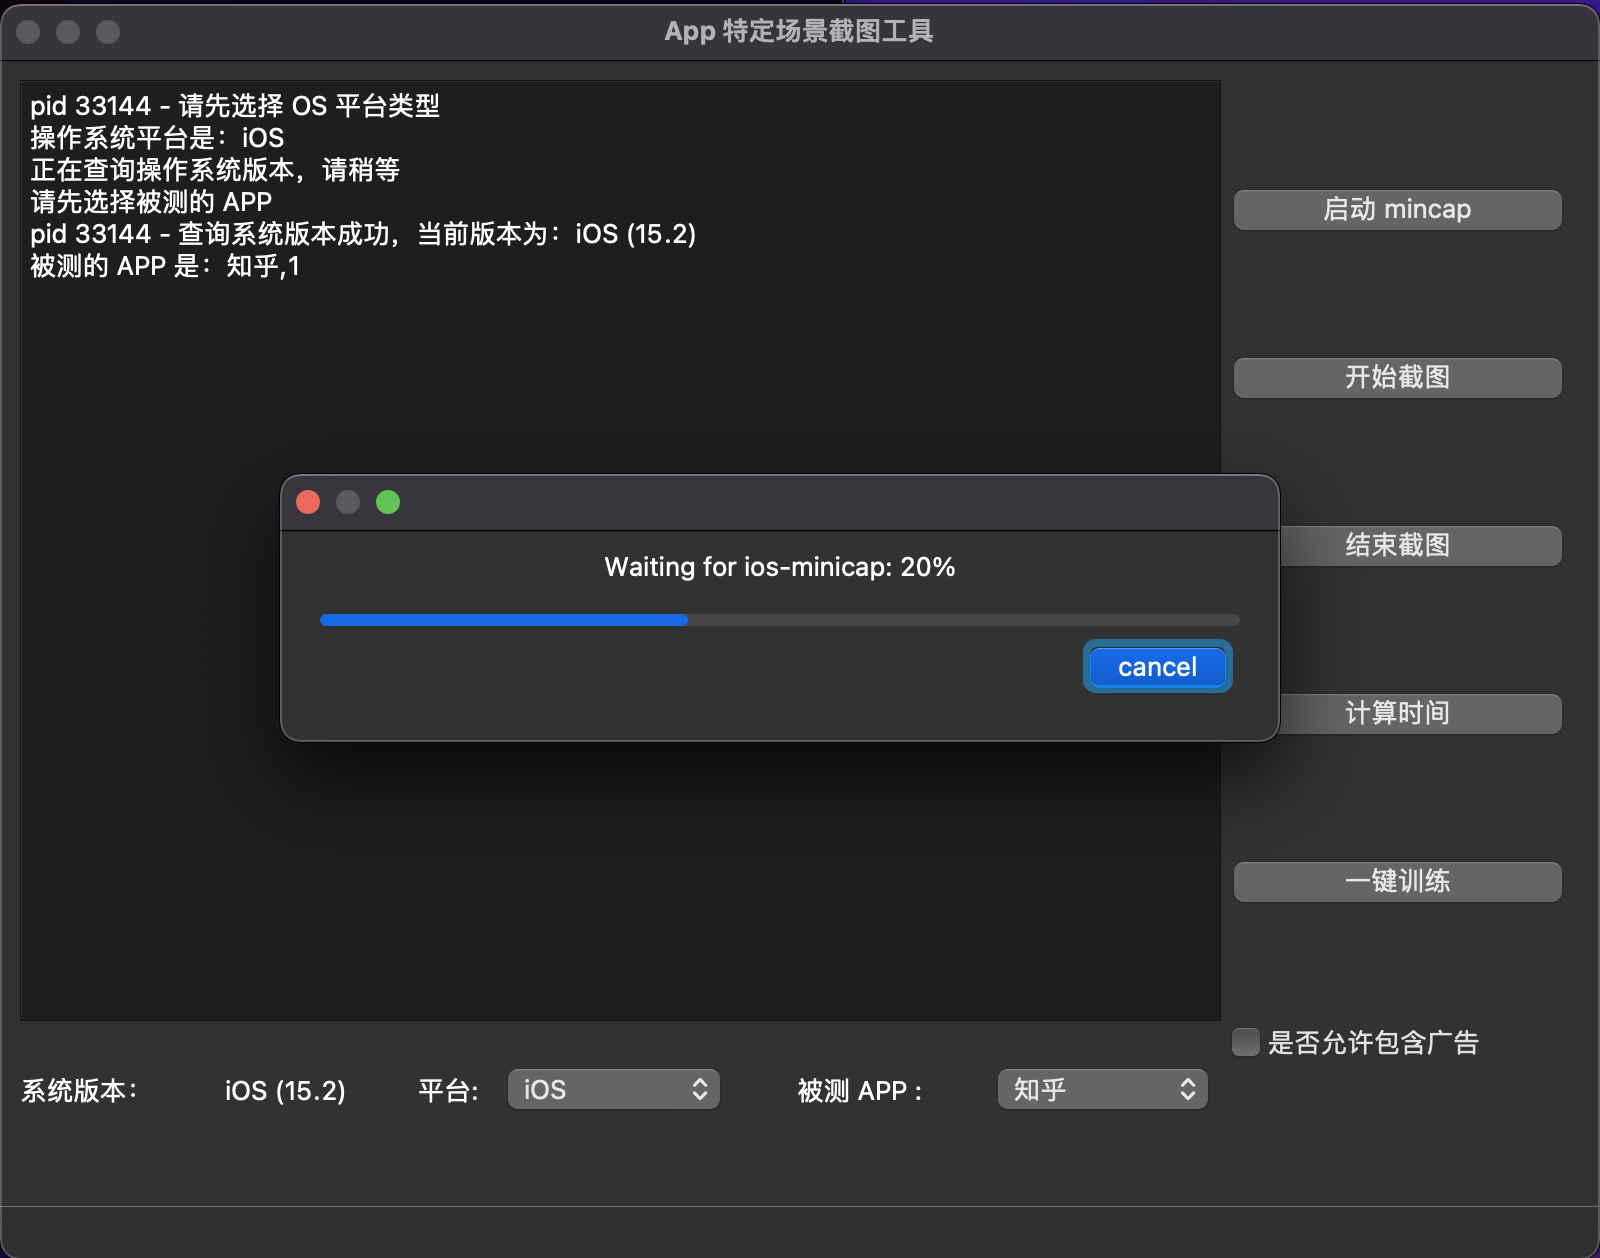 App 特定场景截图工具
pid 33144 - 请先选择 OS 平台类型
操作系统平台是：iOS
正在查询操作系统版本，请稍等
请先选择被测的 APP
pid 33144 - 查询系统版本成功，当前版本为：iOS (15.2)
被测的 APP 是：知乎,1
启动 mincap
开始截图
结束截图
Waiting for ios-minicap: 20%
cancel
计算时间
一键训练
是否允许包含广告
系统版本： iOS (15.2) 平台: iOS 被测 APP : 知乎